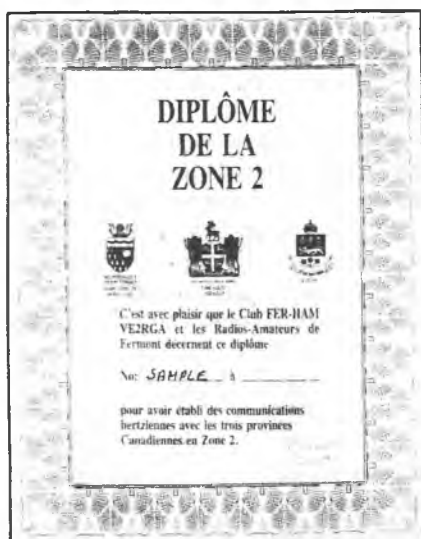 DIPLÔME
DE LA
ZONE 2
C'est avec plaisir que le Club FER-HAM
VE2RGA et les Radios-Amateurs de
Fermont décernent ce diplôme
No: SAMPLE à
pour avoir établi des communications
hertziennes avec les trois provinces
Canadiennes en Zone 2.